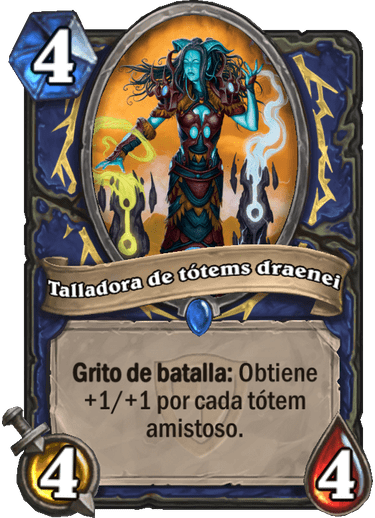 4
Talladora de tótems draenei
Grito de batalla: Obtiene
+1/+1 por cada tótem
amistoso.
4
4